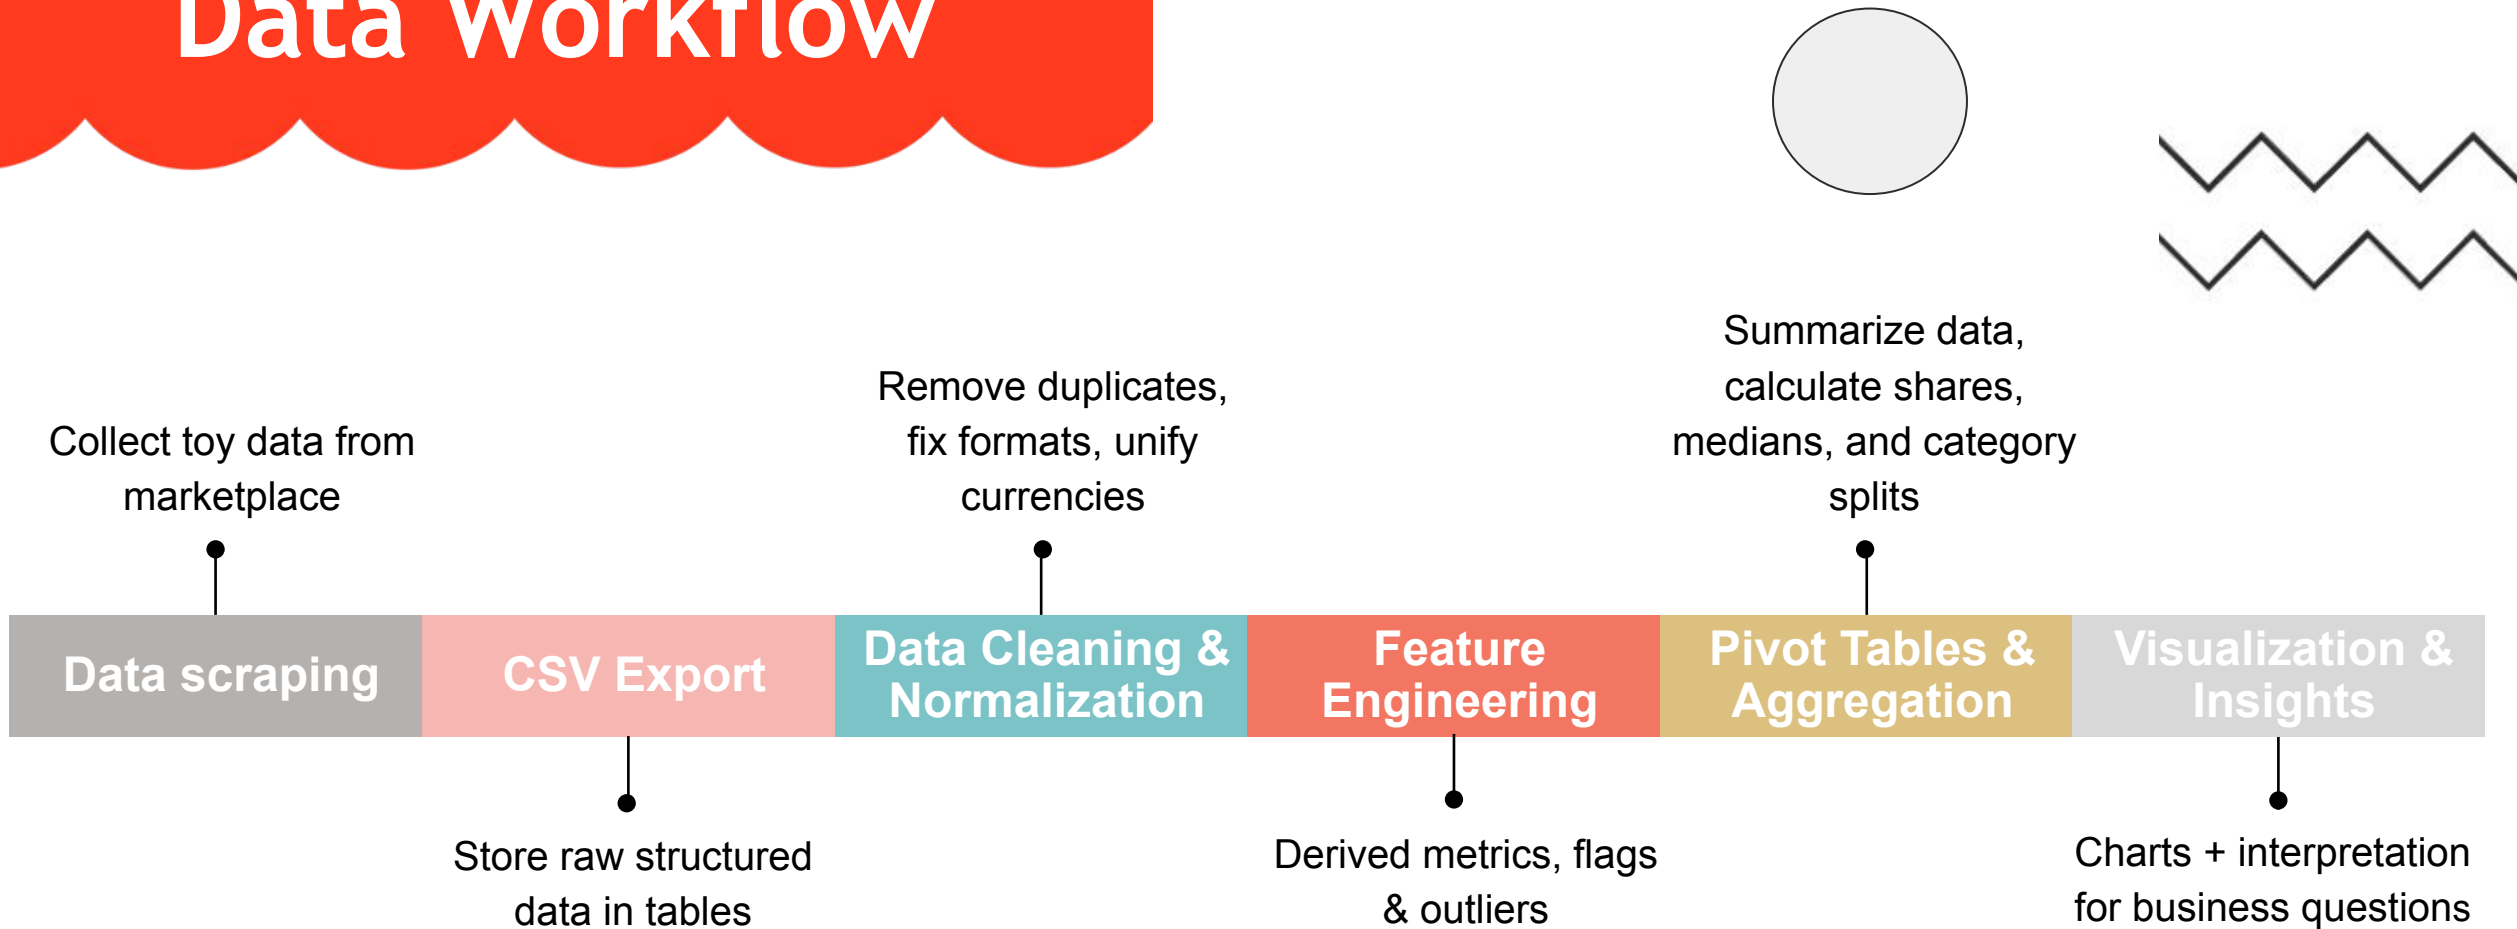 Data Workflow
Summarize data,
calculate shares,
medians, and category
splits
Remove duplicates,
fix formats, unify
currencies
Collect toy data from
marketplace
Data scraping
CSV Export
Data Cleaning &
Normalization
Feature
Engineering
Pivot Tables &
Aggregation
Visualization &
Insights
Store raw structured
data in tables
Derived metrics, flags
& outliers
Charts + interpretation
for business questions